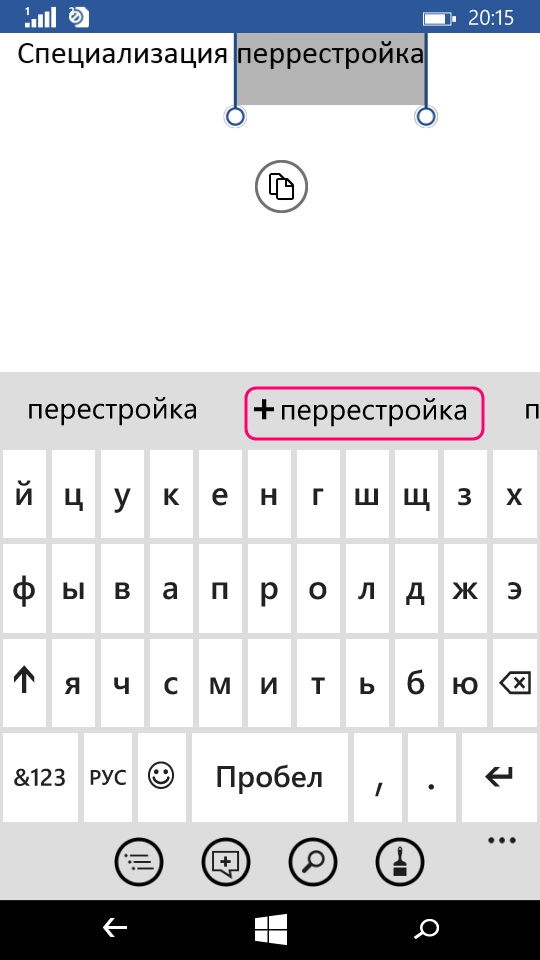 1 20:15
Специализация перрестройка
перестройка + перрестройка п
й ц у к е н г ш щ з х
ф ы в а п р о л д ж э
я ч с м и т ь б ю
&123 РУС Пробел , .